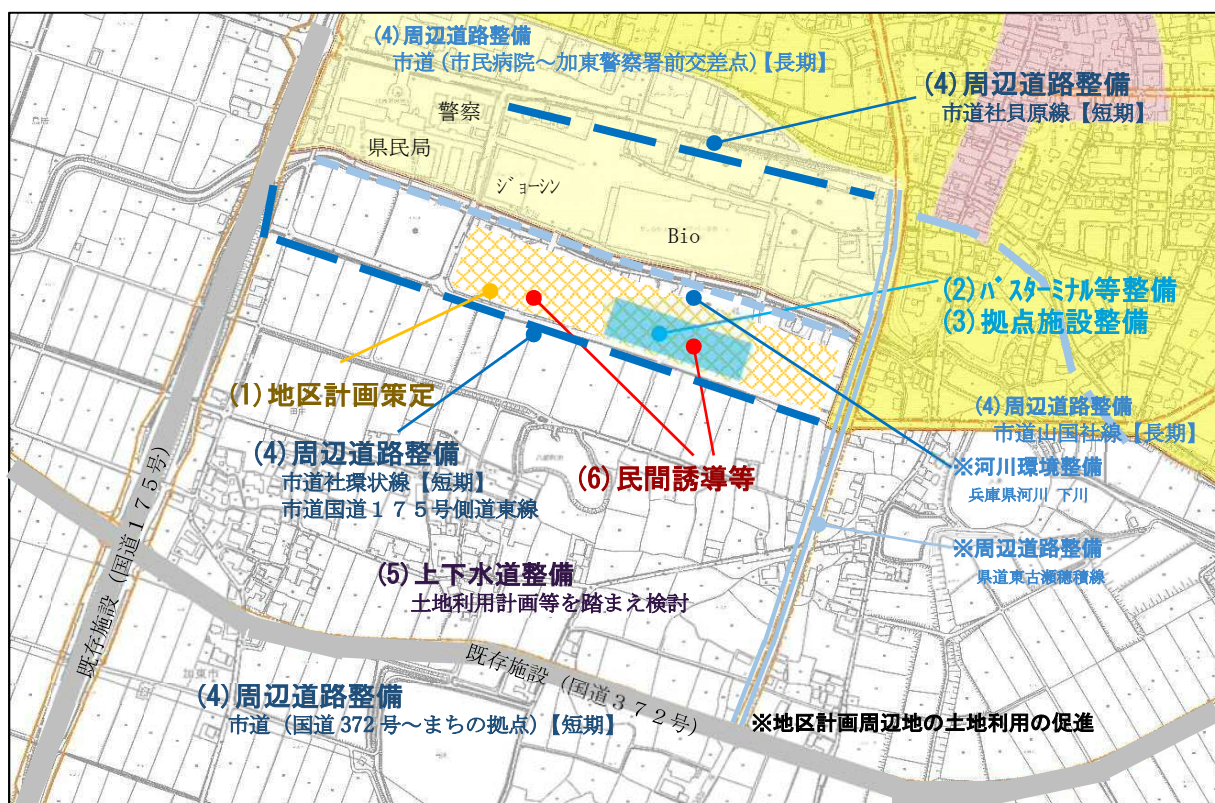 (4)周辺道路整備
市道(市民病院～加東警察署前交差点)【長期】
(4)周辺道路整備
市道社貝原線【短期】
警察
県民局
ｼﾞｮｰｼﾝ
Bio
(2)ﾊﾞｽﾀｰﾐﾅﾙ等整備
(3)拠点施設整備
(1)地区計画策定
(4)周辺道路整備
市道山国社線【長期】
(4)周辺道路整備
市道社環状線【短期】
市道国道１７５号側道東線
(6)民間誘導等
※河川環境整備
兵庫県河川 下川
※周辺道路整備
県道東古瀬穂積線
(5)上下水道整備
土地利用計画等を踏まえ検討
既存施設(国道１７５号)
既存施設(国道３７２号)
加東市
(4)周辺道路整備
市道(国道372号～まちの拠点)【短期】
※地区計画周辺地の土地利用の促進